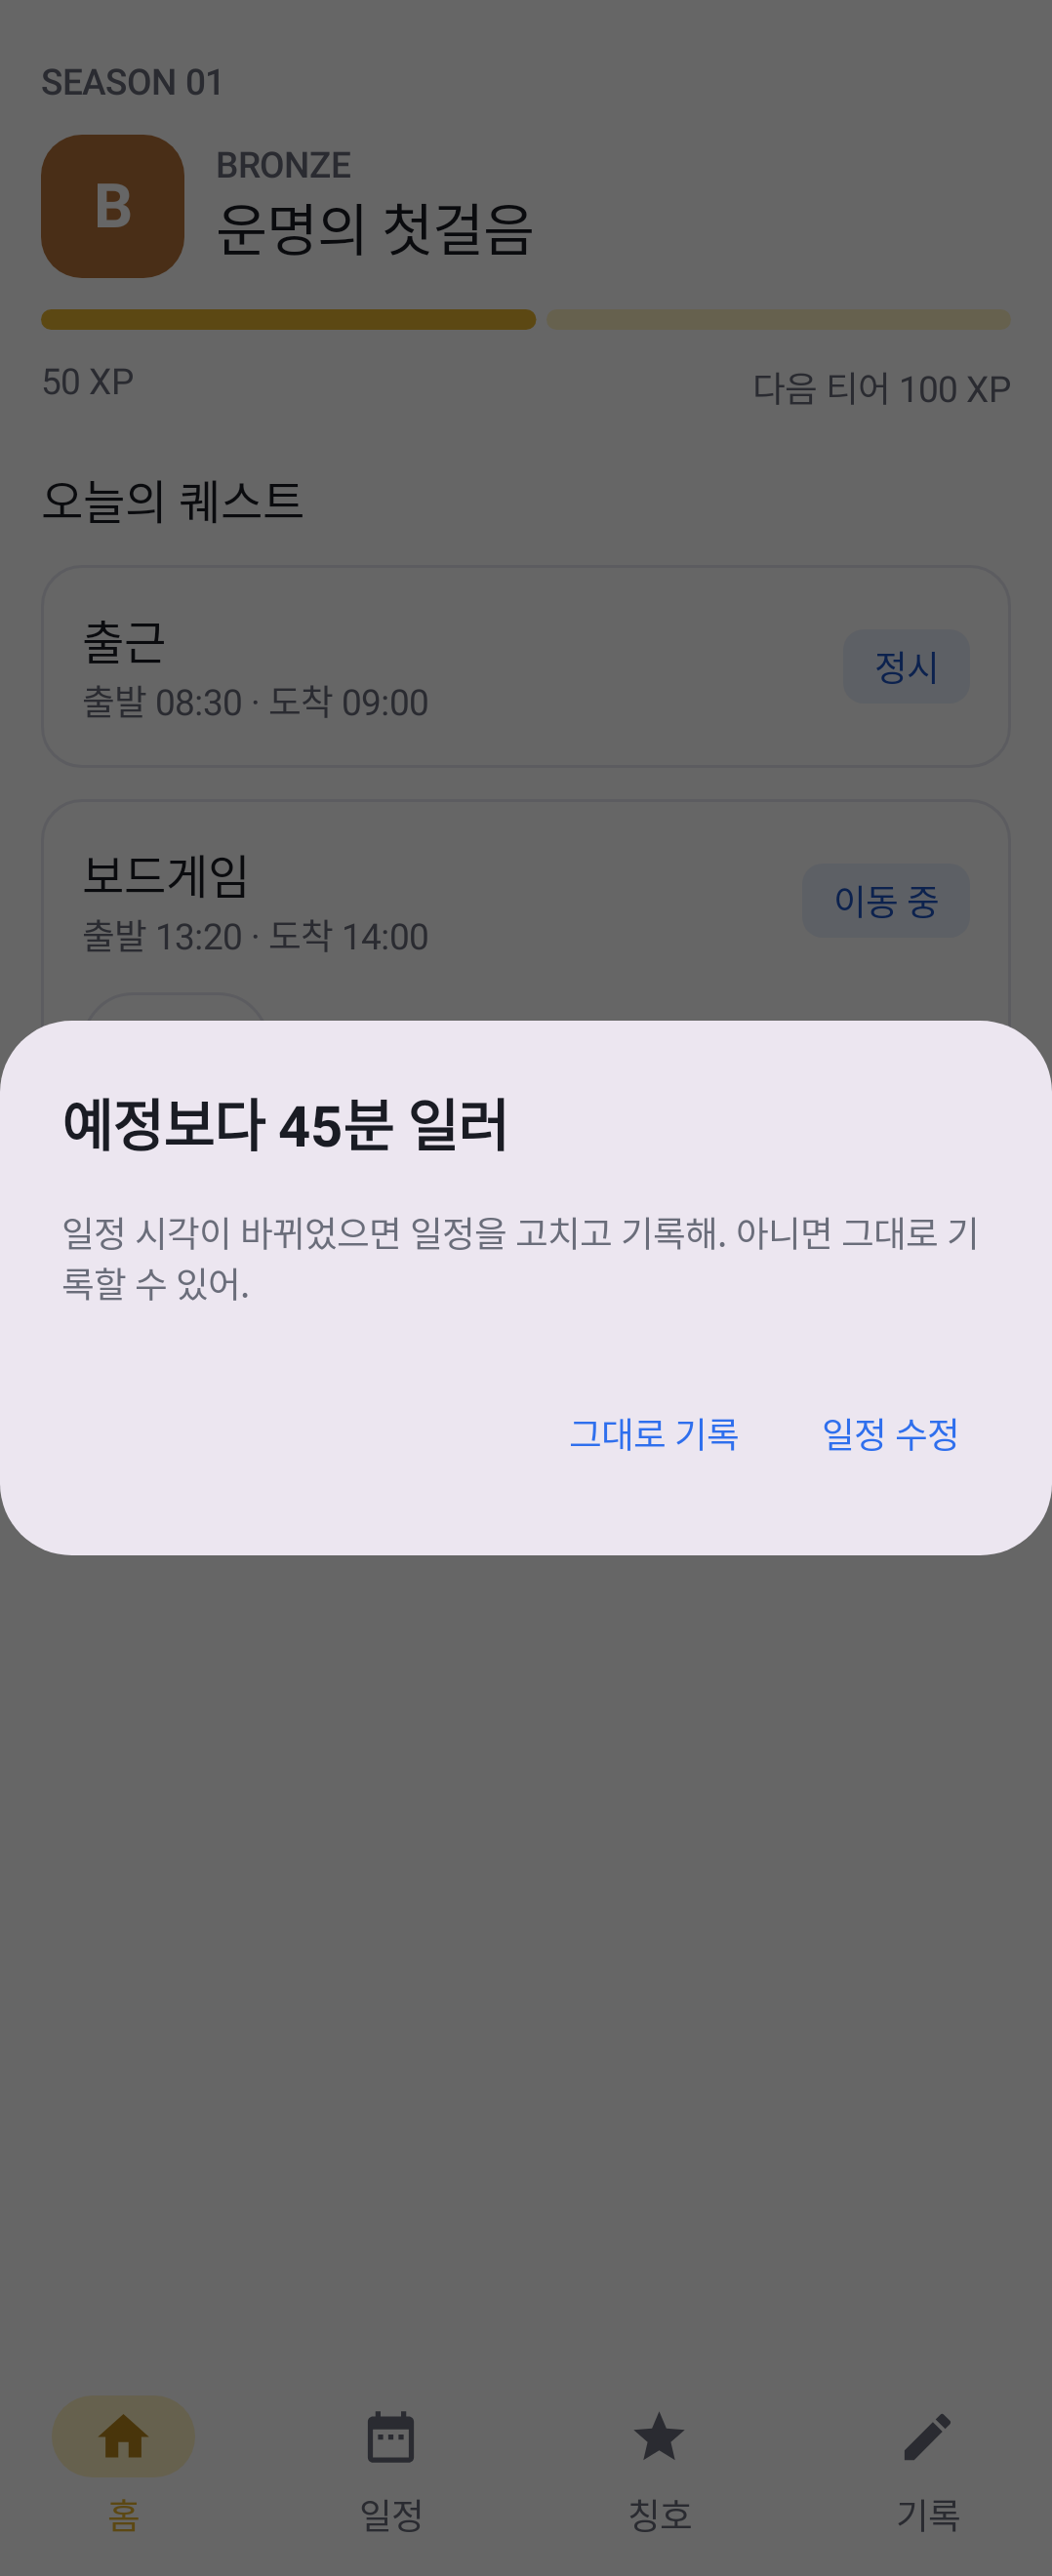 SEASON 01
B
BRONZE
운명의 첫걸음
50 XP
다음 티어 100 XP
오늘의 퀘스트
출근
출발 08:30 · 도착 09:00
정시
보드게임
출발 13:20 · 도착 14:00
이동 중
예정보다 45분 일러
일정 시각이 바뀌었으면 일정을 고치고 기록해. 아니면 그대로 기
록할 수 있어.
그대로 기록
일정 수정
홈
일정
칭호
기록